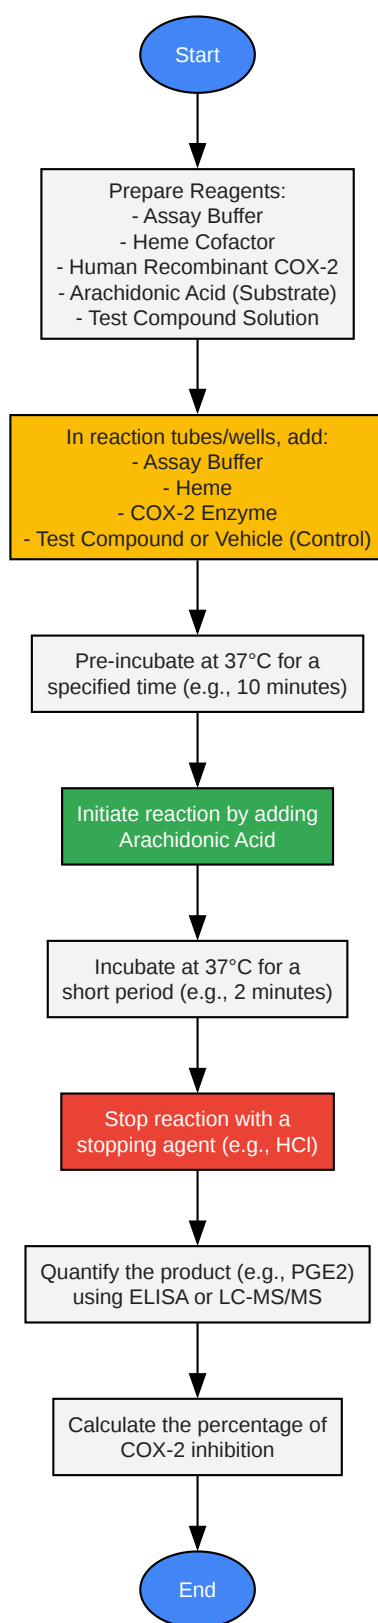 Start
Prepare Reagents:
- Assay Buffer
- Heme Cofactor
- Human Recombinant COX-2
- Arachidonic Acid (Substrate)
- Test Compound Solution
In reaction tubes/wells, add:
- Assay Buffer
- Heme
- COX-2 Enzyme
- Test Compound or Vehicle (Control)
Pre-incubate at 37°C for a
specified time (e.g., 10 minutes)
Initiate reaction by adding
Arachidonic Acid
Incubate at 37°C for a
short period (e.g., 2 minutes)
Stop reaction with a
stopping agent (e.g., HCl)
Quantify the product (e.g., PGE2)
using ELISA or LC-MS/MS
Calculate the percentage of
COX-2 inhibition
End